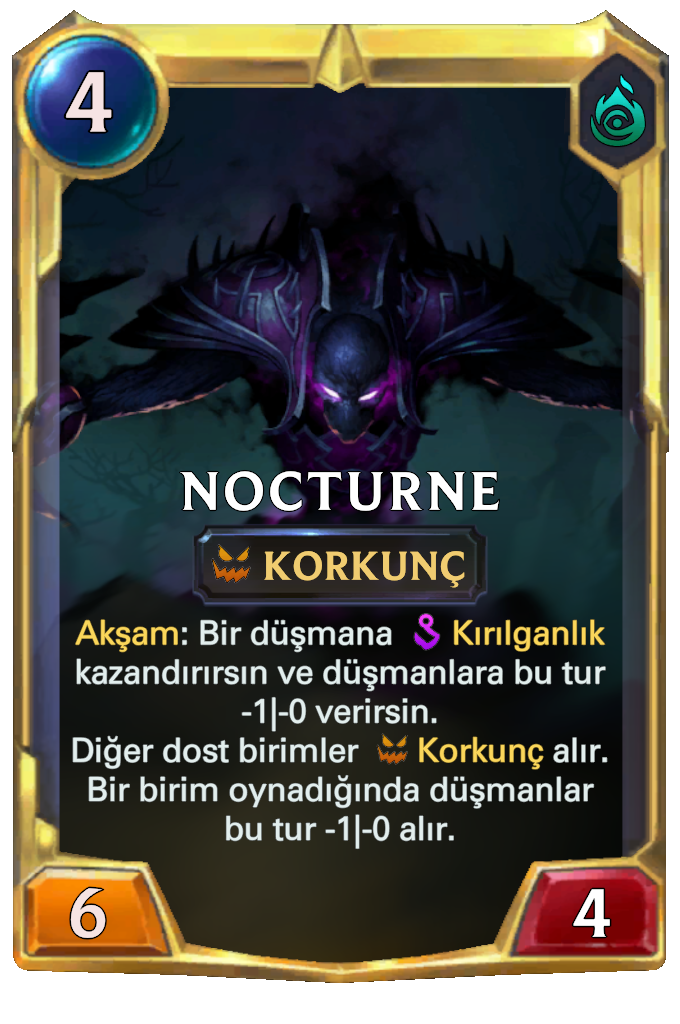 4
NOCTURNE
KORKUNÇ
Akşam: Bir düşmana Kırılganlık
kazandırırsın ve düşmanlara bu tur
-1|-0 verirsin.
Diğer dost birimler Korkunç alır.
Bir birim oynadığında düşmanlar
bu tur -1|-0 alır.
6
4